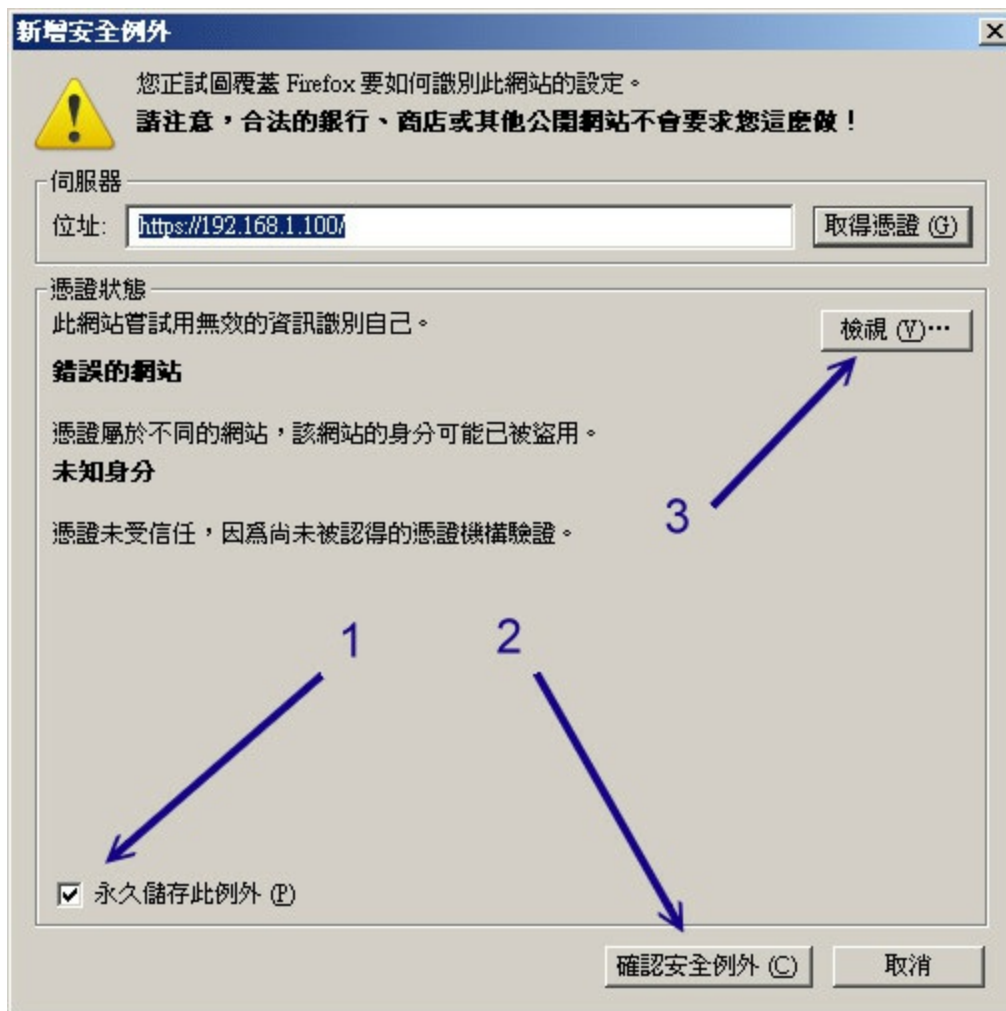 新增安全例外
您正試圖覆蓋 Firefox 要如何識別此網站的設定。
請注意，合法的銀行、商店或其他公開網站不會要求您這麼做！
伺服器
位址: https://192.168.1.100/ 取得憑證 (G)
憑證狀態
此網站嘗試用無效的資訊識別自己。
檢視 (V)…
錯誤的網站
憑證屬於不同的網站，該網站的身分可能已被盜用。
未知身分
3
憑證未受信任，因為尚未被認得的憑證機構驗證。
1 2
永久儲存此例外 (P)
確認安全例外 (C) 取消